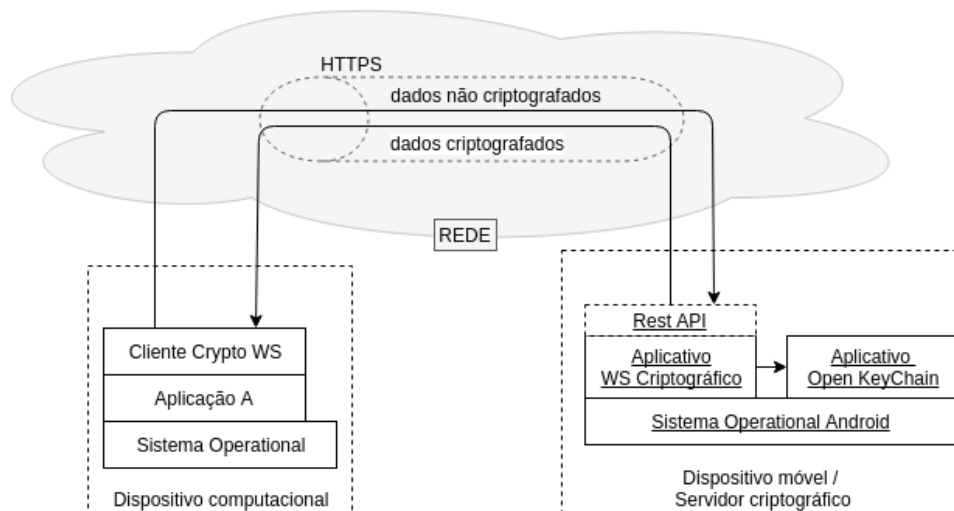 HTTPS
dados não criptografados
dados criptografados
REDE
Cliente Crypto WS
Aplicação A
Sistema Operational
Dispositivo computacional
Rest API
Aplicativo
WS Criptográfico
Aplicativo
Open KeyChain
Sistema Operational Android
Dispositivo móvel /
Servidor criptográfico